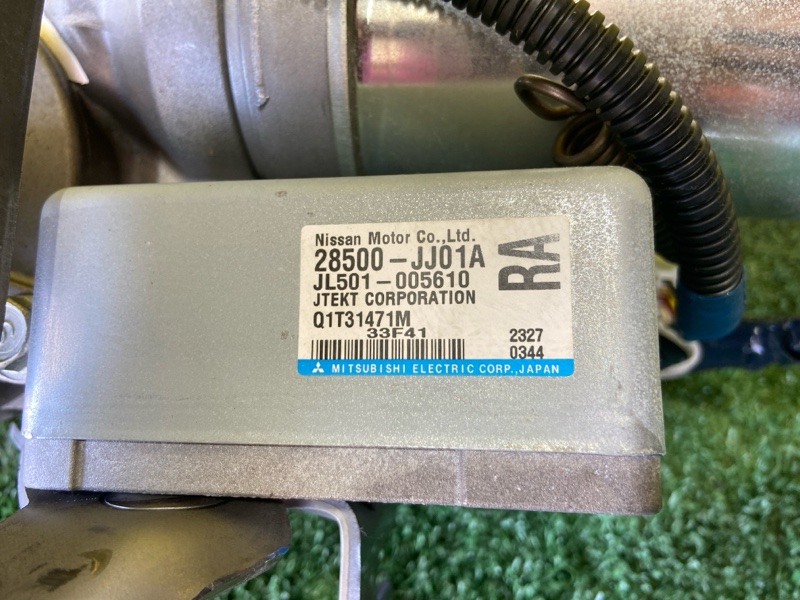 Nissan Motor Co.,Ltd.
28500-JJ01A
RA
JL501-005610
JTEKT CORPORATION
Q1T31471M
33F41
2327
0344
MITSUBISHI ELECTRIC CORP.,JAPAN